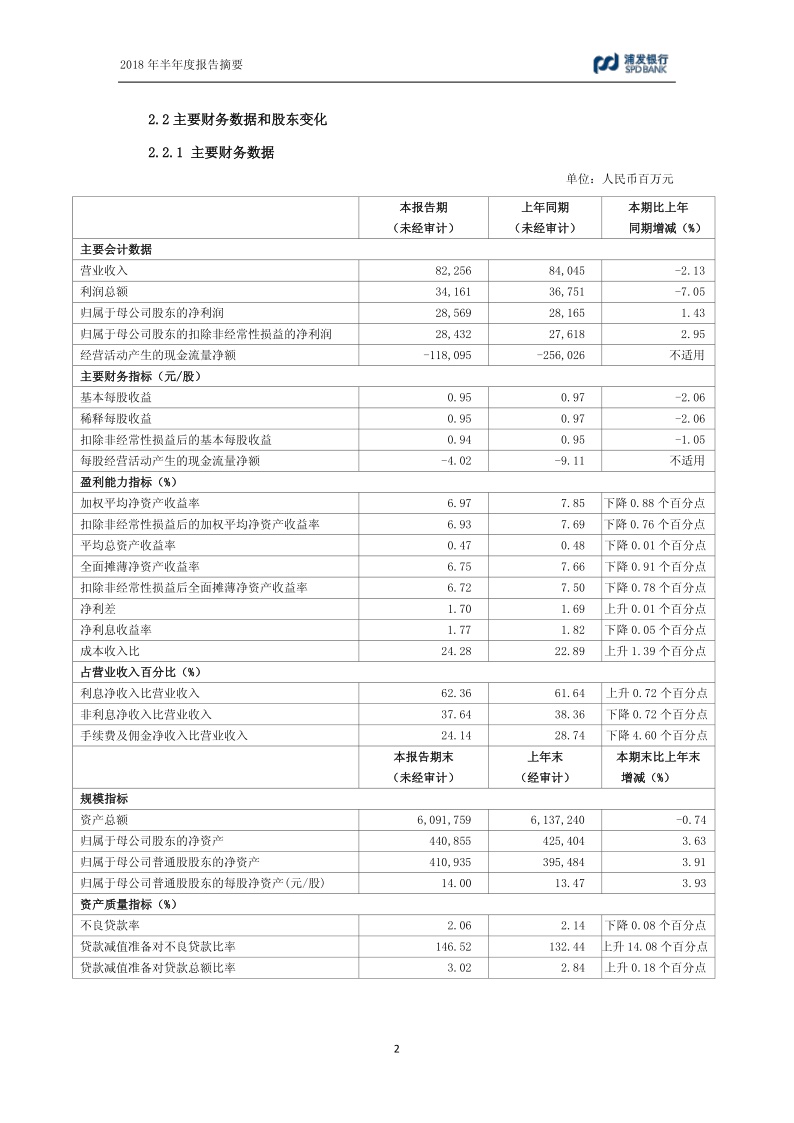 2018 年半年度报告摘要
浦发银行
SPD BANK
2.2 主要财务数据和股东变化
2.2.1 主要财务数据
单位：人民币百万元
本报告期 上年同期 本期比上年
（未经审计） （未经审计） 同期增减（%）
主要会计数据
营业收入 82,256 84,045 -2.13
利润总额 34,161 36,751 -7.05
归属于母公司股东的净利润 28,569 28,165 1.43
归属于母公司股东的扣除非经常性损益的净利润 28,432 27,618 2.95
经营活动产生的现金流量净额 -118,095 -256,026 不适用
主要财务指标（元/股）
基本每股收益 0.95 0.97 -2.06
稀释每股收益 0.95 0.97 -2.06
扣除非经常性损益后的基本每股收益 0.94 0.95 -1.05
每股经营活动产生的现金流量净额 -4.02 -9.11 不适用
盈利能力指标（%）
加权平均净资产收益率 6.97 7.85 下降 0.88 个百分点
扣除非经常性损益后的加权平均净资产收益率 6.93 7.69 下降 0.76 个百分点
平均总资产收益率 0.47 0.48 下降 0.01 个百分点
全面摊薄净资产收益率 6.75 7.66 下降 0.91 个百分点
扣除非经常性损益后全面摊薄净资产收益率 6.72 7.50 下降 0.78 个百分点
净利差 1.70 1.69 上升 0.01 个百分点
净利息收益率 1.77 1.82 下降 0.05 个百分点
成本收入比 24.28 22.89 上升 1.39 个百分点
占营业收入百分比（%）
利息净收入比营业收入 62.36 61.64 上升 0.72 个百分点
非利息净收入比营业收入 37.64 38.36 下降 0.72 个百分点
手续费及佣金净收入比营业收入 24.14 28.74 下降 4.60 个百分点
本报告期末 上年末 本期末比上年末
（未经审计） （经审计） 增减（%）
规模指标
资产总额 6,091,759 6,137,240 -0.74
归属于母公司股东的净资产 440,855 425,404 3.63
归属于母公司普通股股东的净资产 410,935 395,484 3.91
归属于母公司普通股股东的每股净资产(元/股) 14.00 13.47 3.93
资产质量指标（%）
不良贷款率 2.06 2.14 下降 0.08 个百分点
贷款减值准备对不良贷款比率 146.52 132.44 上升 14.08 个百分点
贷款减值准备对贷款总额比率 3.02 2.84 上升 0.18 个百分点
2